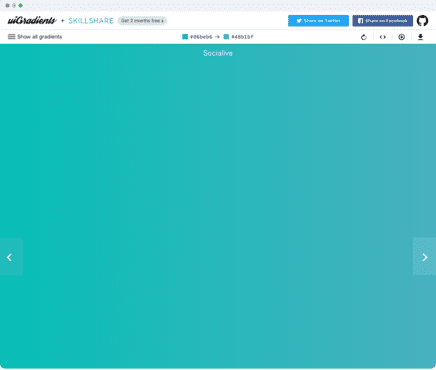 uiGradients + SKILLSHARE Get 2 months free Share on Twitter Share on Facebook
Show all gradients #06beb6 → #48b1bf
Socialive